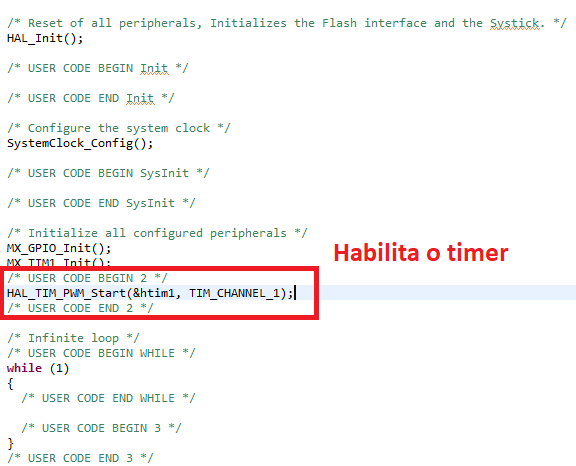 /* Reset of all peripherals, Initializes the Flash interface and the Systick. */
HAL_Init();
/* USER CODE BEGIN Init */
/* USER CODE END Init */
/* Configure the system clock */
SystemClock_Config();
/* USER CODE BEGIN SysInit */
/* USER CODE END SysInit */
/* Initialize all configured peripherals */
MX_GPIO_Init();
Habilita o timer
MX_TIM1_Init();
/* USER CODE BEGIN 2 */
HAL_TIM_PWM_Start(&htim1, TIM_CHANNEL_1);
/* USER CODE END 2 */
/* Infinite loop */
/* USER CODE BEGIN WHILE */
while (1)
{
/* USER CODE END WHILE */
/* USER CODE BEGIN 3 */
}
/* USER CODE END 3 */